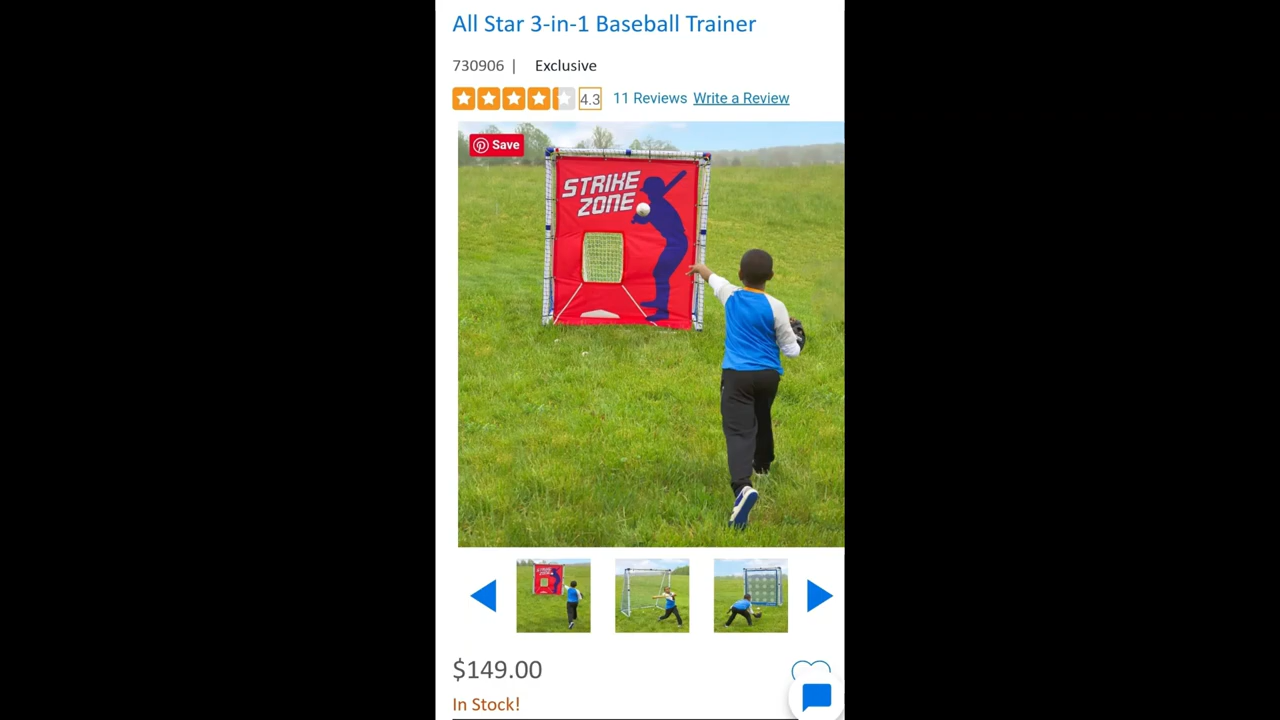 All Star 3-in-1 Baseball Trainer
730906 | Exclusive
4.3 11 Reviews Write a Review
Save
STRIKE
ZONE
$149.00
In Stock!